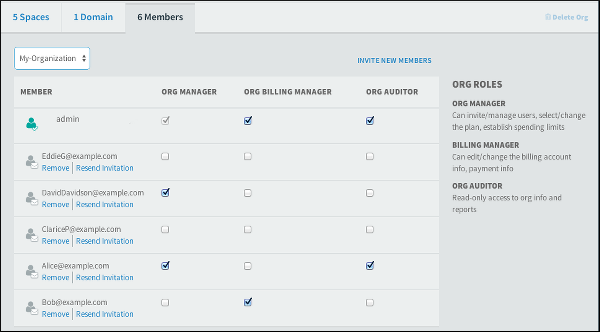 5 Spaces
1 Domain
6 Members
Delete Org
My-Organization
INVITE NEW MEMBERS
MEMBER ORG MANAGER ORG BILLING MANAGER ORG AUDITOR
admin
EddieG@example.com
Remove Resend Invitation
DavidDavidson@example.com
Remove Resend Invitation
ClariceP@example.com
Remove Resend Invitation
Alice@example.com
Remove Resend Invitation
Bob@example.com
Remove Resend Invitation
ORG ROLES
ORG MANAGER
Can invite/manage users, select/change
the plan, establish spending limits
BILLING MANAGER
Can edit/change the billing account
info, payment info
ORG AUDITOR
Read-only access to org info and
reports